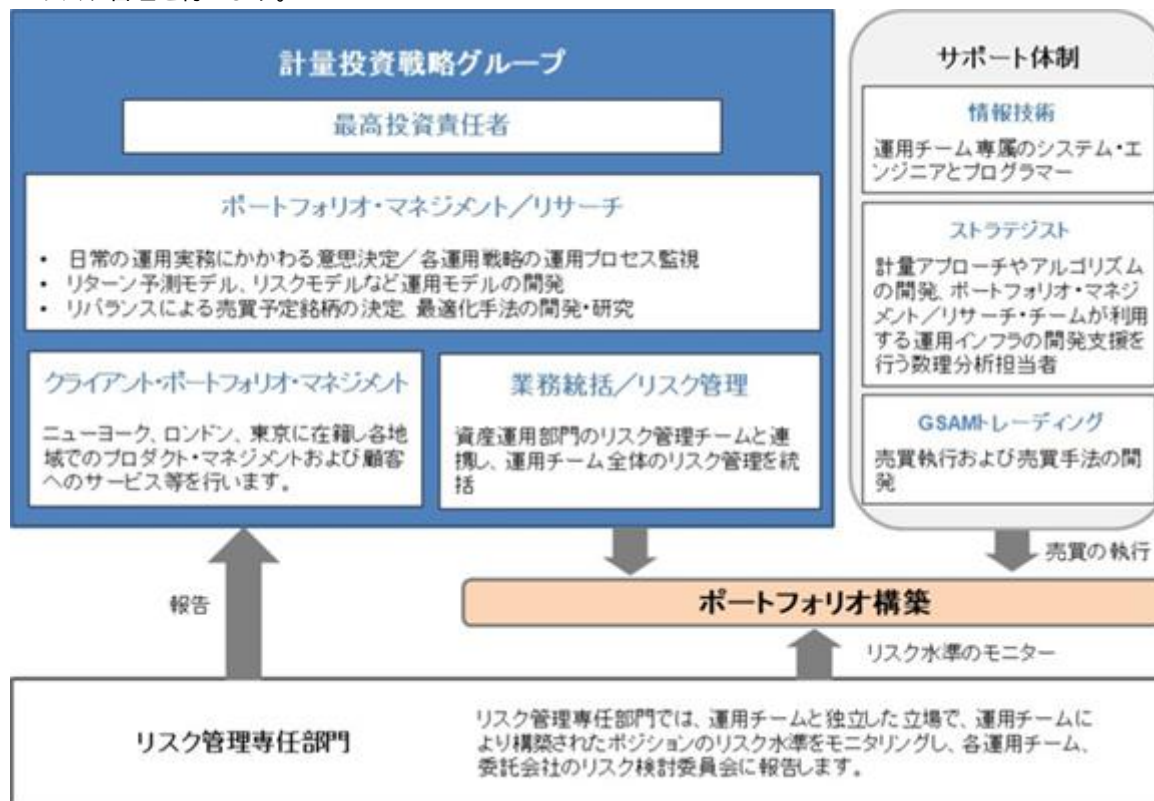 計量投資戦略グループ
最高投資責任者
ポートフォリオ・マネジメント／リサーチ
• 日常の運用実務にかかわる意思決定／各運用戦略の運用プロセス監視
• リターン予測モデル、リスクモデルなど運用モデルの開発
• リバランスによる売買予定銘柄の決定、最適化手法の開発・研究
クライアント・ポートフォリオ・マネジメント
ニューヨーク、ロンドン、東京に在籍し各地
域でのプロダクト・マネジメントおよび顧客
へのサービス等を行います。
業務統括／リスク管理
資産運用部門のリスク管理チームと連
携し、運用チーム全体のリスク管理を統
括
サポート体制
情報技術
運用チーム専属のシステム・エ
ンジニアとプログラマー
ストラテジスト
計量アプローチやアルゴリズム
の開発、ポートフォリオ・マネジ
メント／リサーチ・チームが利用
する運用インフラの開発支援を
行う数理分析担当者
GSAMトレーディング
売買執行および売買手法の開
発
売買の執行
報告
ポートフォリオ構築
リスク水準のモニター
リスク管理専任部門
リスク管理専任部門では、運用チームと独立した立場で、運用チームに
より構築されたポジションのリスク水準をモニタリングし、各運用チーム、
委託会社のリスク検討委員会に報告します。